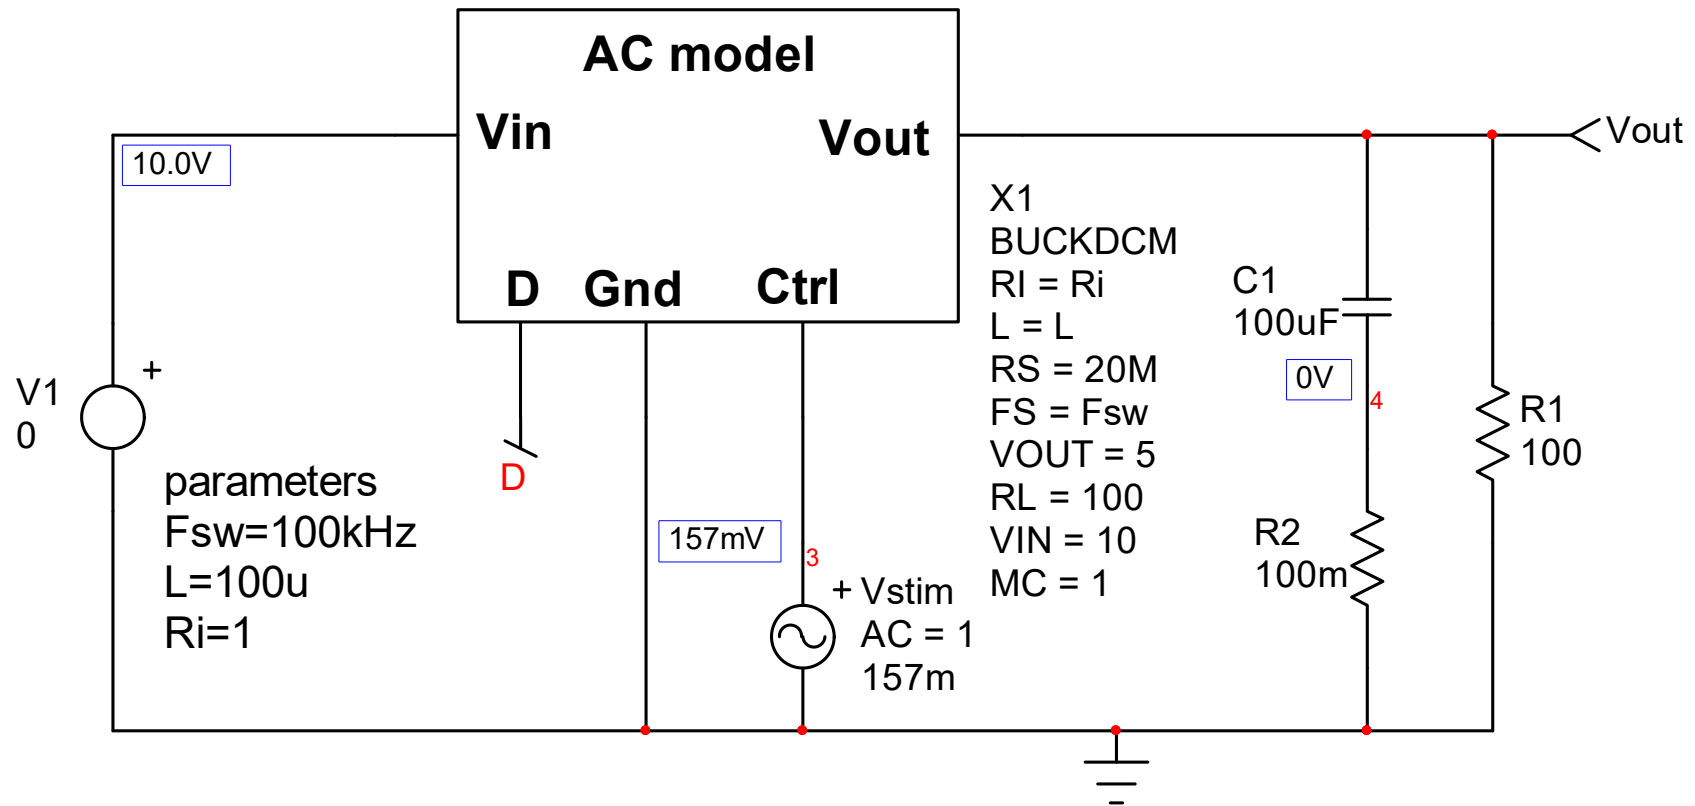 AC model
Vin
Vout
Vout
10.0V
X1
BUCKDCM
RI = Ri
L = L
RS = 20M
FS = Fsw
VOUT = 5
RL = 100
VIN = 10
MC = 1
D
Gnd
Ctrl
C1
100uF
0V
4
V1
0
+
R1
100
D
parameters
Fsw=100kHz
L=100u
Ri=1
157mV
3
+ Vstim
AC = 1
157m
R2
100m